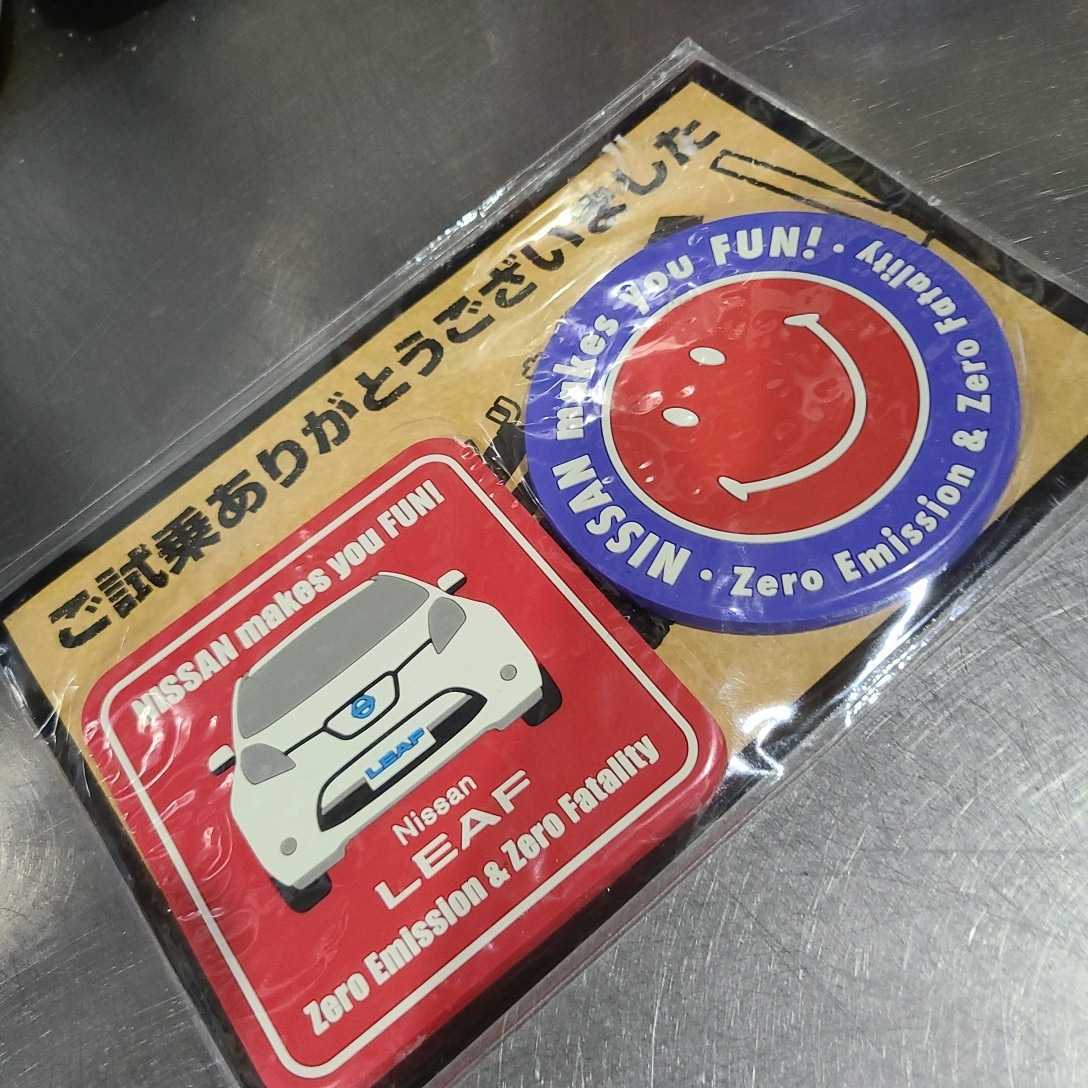 ご試乗ありがとうございました
NISSAN makes you FUN!
LEAF
Nissan
LEAF
Zero Emission & Zero Fatality
NISSAN makes you FUN! · Zero Emission & Zero Fatality ·